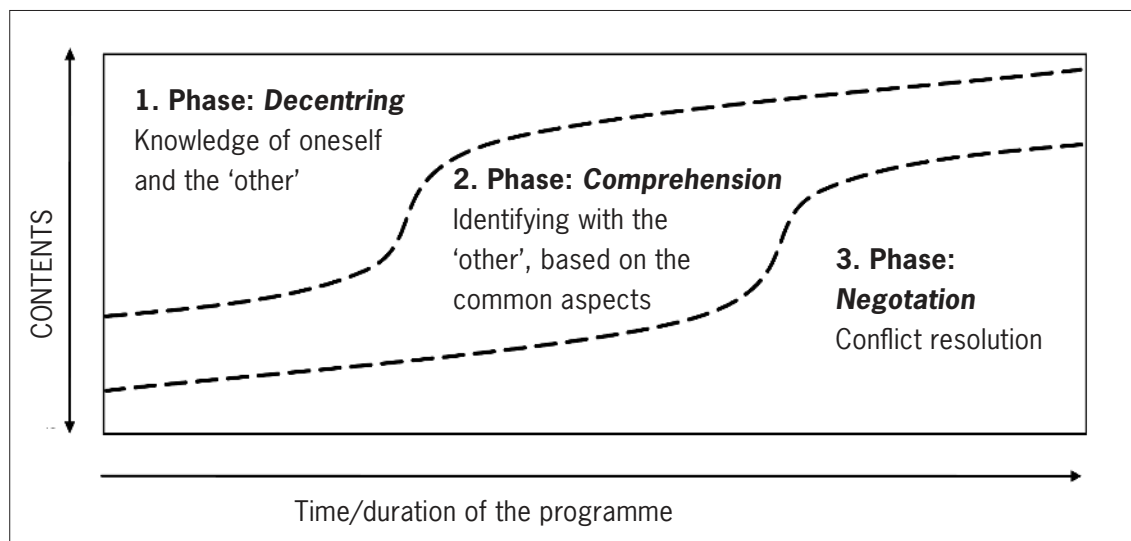 1. Phase: Decentring
Knowledge of oneself
and the ‘other’
2. Phase: Comprehension
Identifying with the
‘other’, based on the
common aspects
3. Phase:
Negotation
Conflict resolution
CONTENTS
Time/duration of the programme